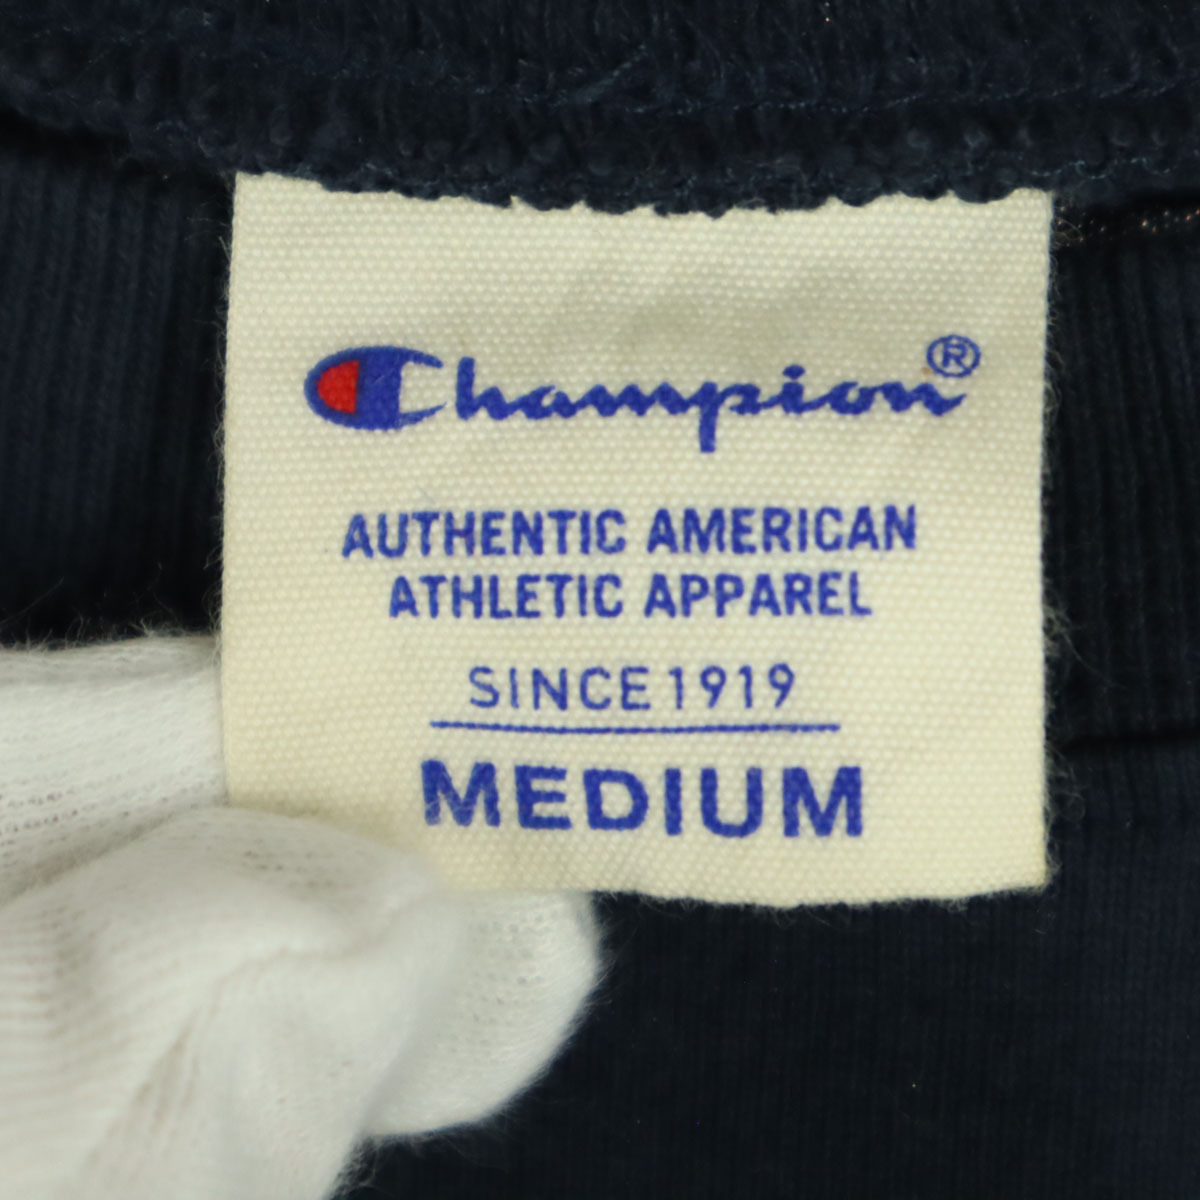 Champion®
AUTHENTIC AMERICAN
ATHLETIC APPAREL
SINCE 1919
MEDIUM